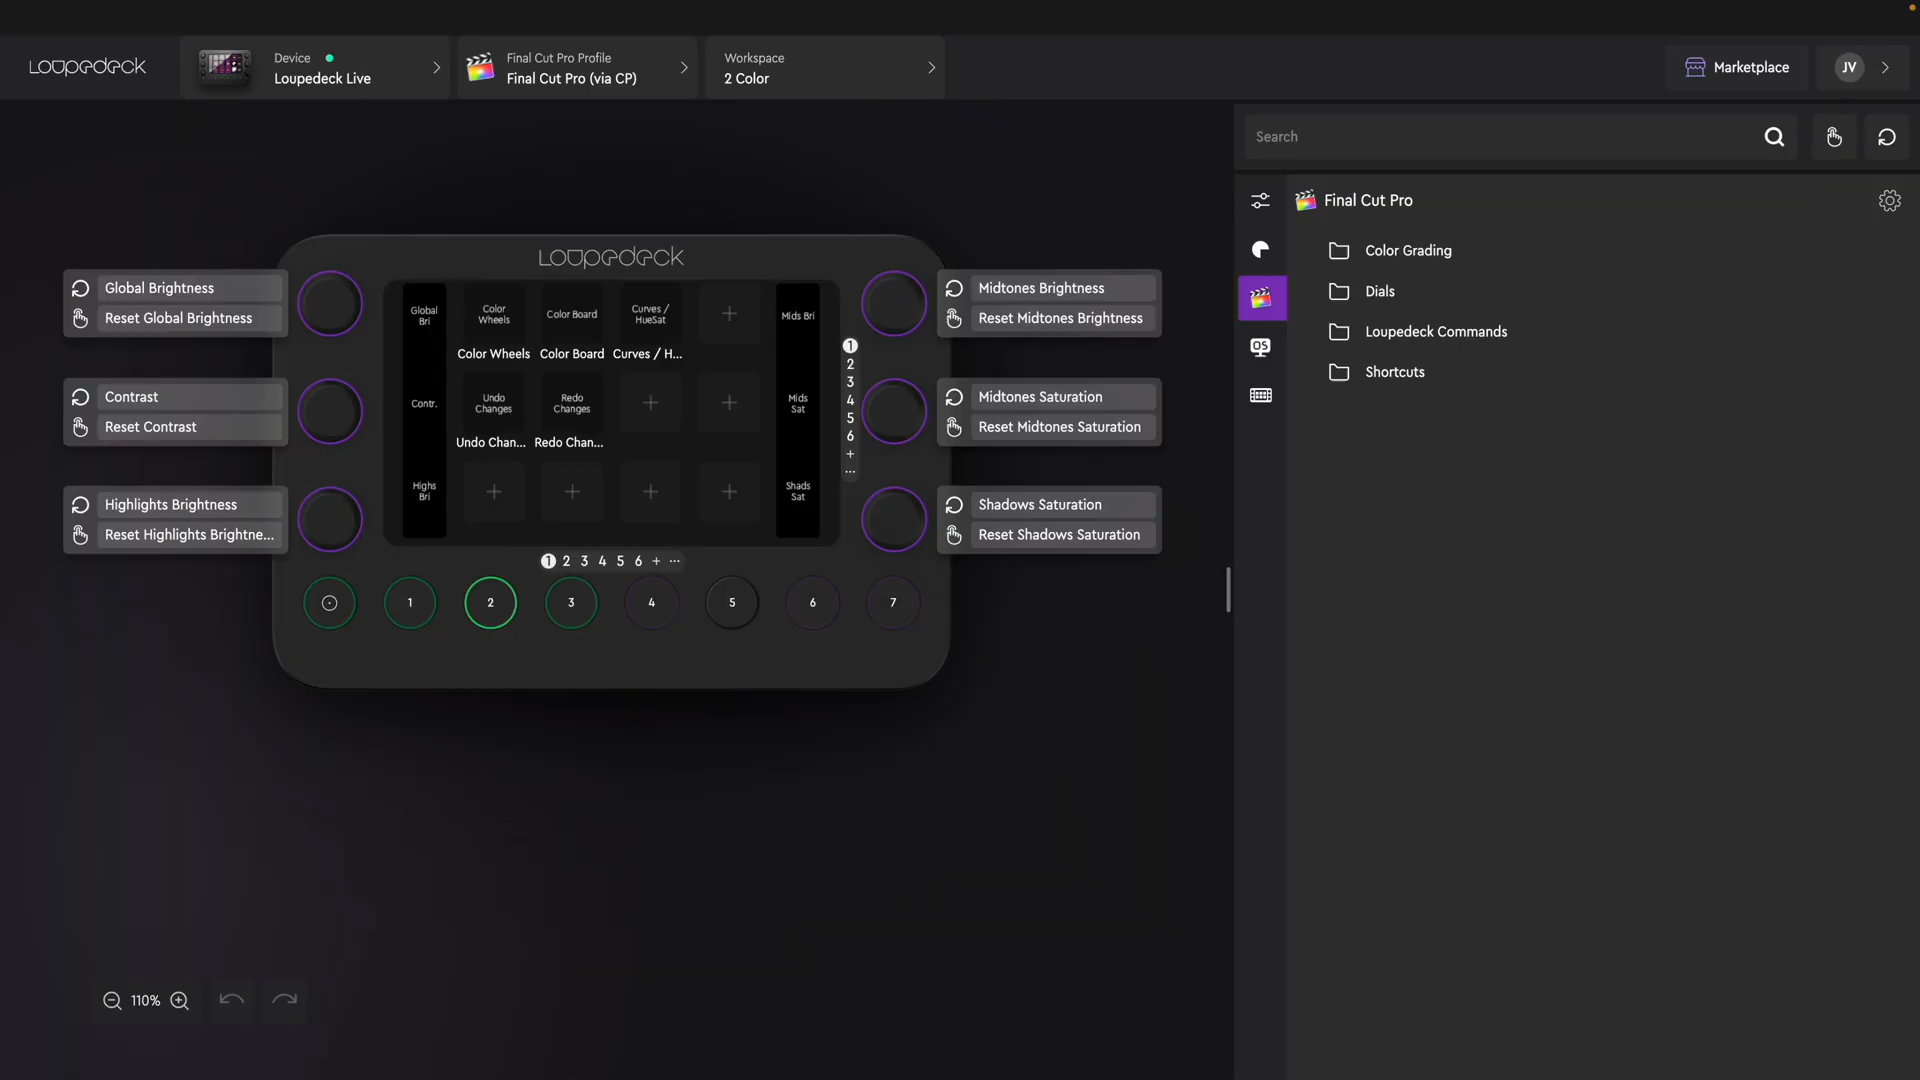 Loupedeck
Device
Loupedeck Live
Final Cut Pro Profile
Final Cut Pro (via CP)
Workspace
2 Color
Marketplace
JV
Search
Final Cut Pro
Color Grading
Dials
Loupedeck Commands
Shortcuts
QS
Loupedeck
Global Brightness
Reset Global Brightness
Contrast
Reset Contrast
Highlights Brightness
Reset Highlights Brightne...
Global
Bri
Contr.
Highs
Bri
Color
Wheels
Color Board
Curves /
HueSat
+
Color Wheels
Color Board
Curves / H...
Undo
Changes
Redo
Changes
+
+
Undo Chan...
Redo Chan...
+
+
+
+
Mids Bri
Mids
Sat
Shads
Sat
1
2
3
4
5
6
+
...
Midtones Brightness
Reset Midtones Brightness
Midtones Saturation
Reset Midtones Saturation
Shadows Saturation
Reset Shadows Saturation
1 2 3 4 5 6 + ...
1
2
3
4
5
6
7
110%